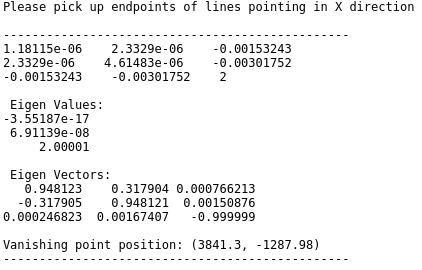 Please pick up endpoints of lines pointing in X direction
-------------------------------------------------
1.18115e-06    2.3329e-06    -0.00153243
2.3329e-06    4.61483e-06    -0.00301752
-0.00153243    -0.00301752    2
Eigen Values:
-3.55187e-17
6.91139e-08
2.00001
Eigen Vectors:
0.948123    0.317904 0.000766213
-0.317905    0.948121  0.00150876
0.000246823  0.00167407   -0.999999
Vanishing point position: (3841.3, -1287.98)
-------------------------------------------------